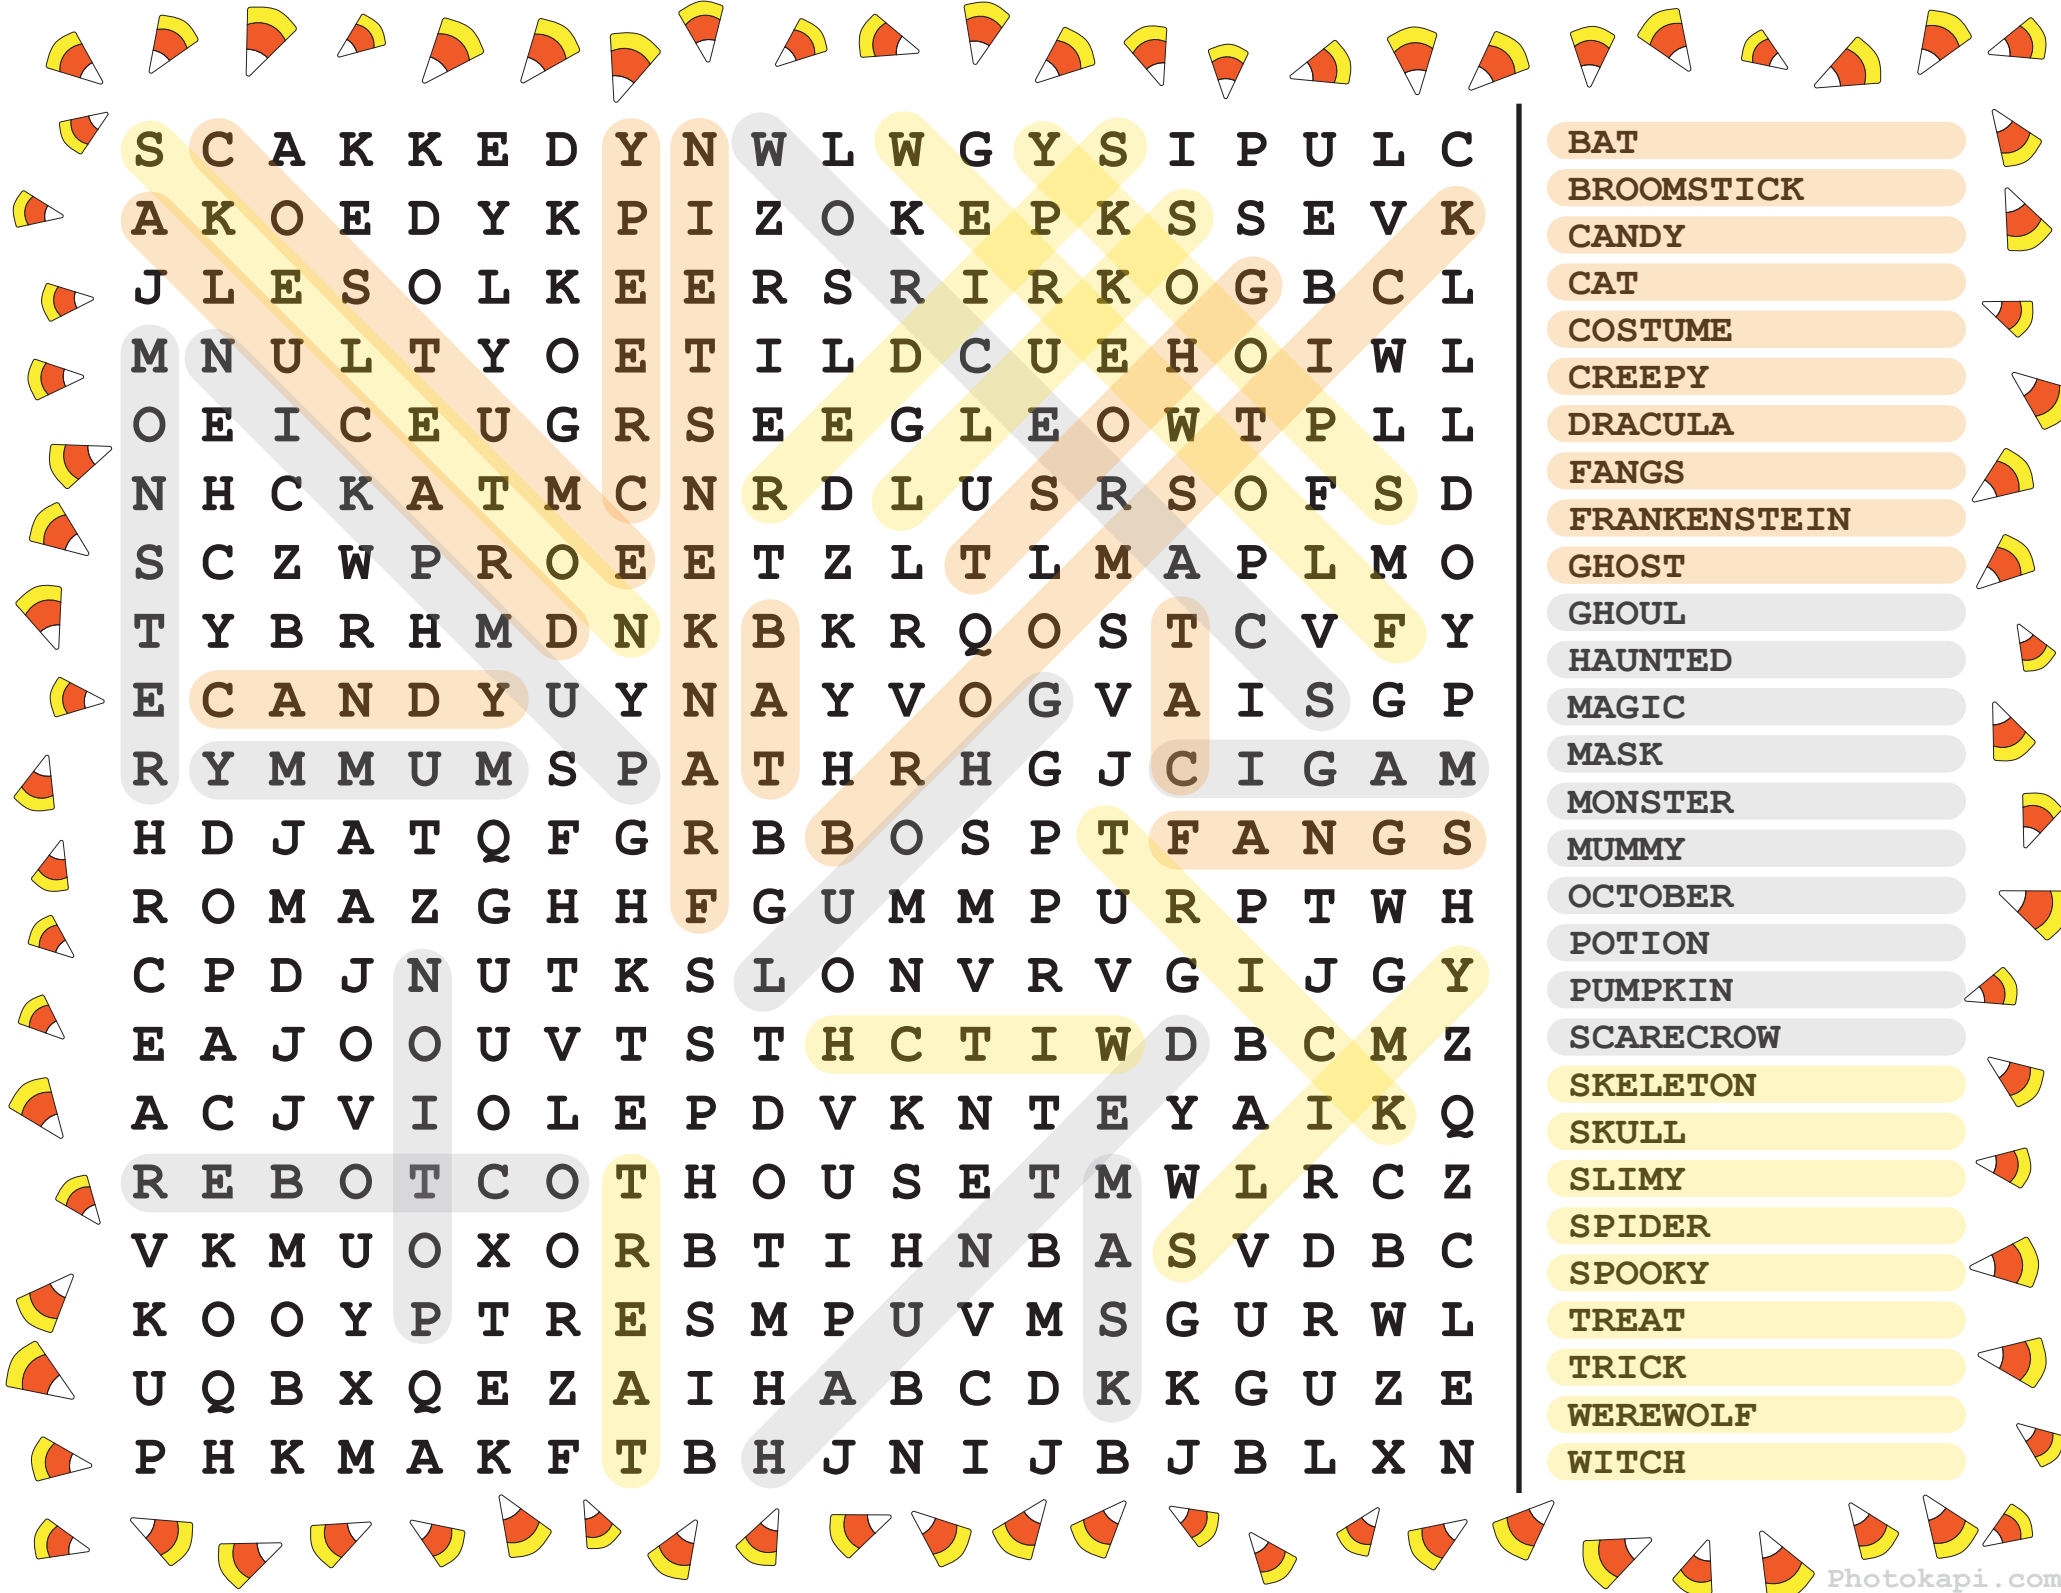 S C A K K E D Y N W L W G Y S I P U L C
A K O E D Y K P I Z O K E P K S S E V K
J L E S O L K E E R S R I R K O G B C L
M N U L T Y O E T I L D C U E H O I W L
O E I C E U G R S E E G L E O W T P L L
N H C K A T M C N R D L U S R S O F S D
S C Z W P R O E E T Z L T L M A P L M O
T Y B R H M D N K B K R Q O S T C V F Y
E C A N D Y U Y N A Y V O G V A I S G P
R Y M M U M S P A T H R H G J C I G A M
H D J A T Q F G R B B O S P T F A N G S
R O M A Z G H H F G U M M P U R P T W H
C P D J N U T K S L O N V R V G I J G Y
E A J O O U V T S T H C T I W D B C M Z
A C J V I O L E P D V K N T E Y A I K Q
R E B O T C O T H O U S E T M W L R C Z
V K M U O X O R B T I H N B A S V D B C
K O O Y P T R E S M P U V M S G U R W L
U Q B X Q E Z A I H A B C D K K G U Z E
P H K M A K F T B H J N I J B J B L X N
BAT
BROOMSTICK
CANDY
CAT
COSTUME
CREEPY
DRACULA
FANGS
FRANKENSTEIN
GHOST
GHOUL
HAUNTED
MAGIC
MASK
MONSTER
MUMMY
OCTOBER
POTION
PUMPKIN
SCARECROW
SKELETON
SKULL
SLIMY
SPIDER
SPOOKY
TREAT
TRICK
WEREWOLF
WITCH
Photokapi.com